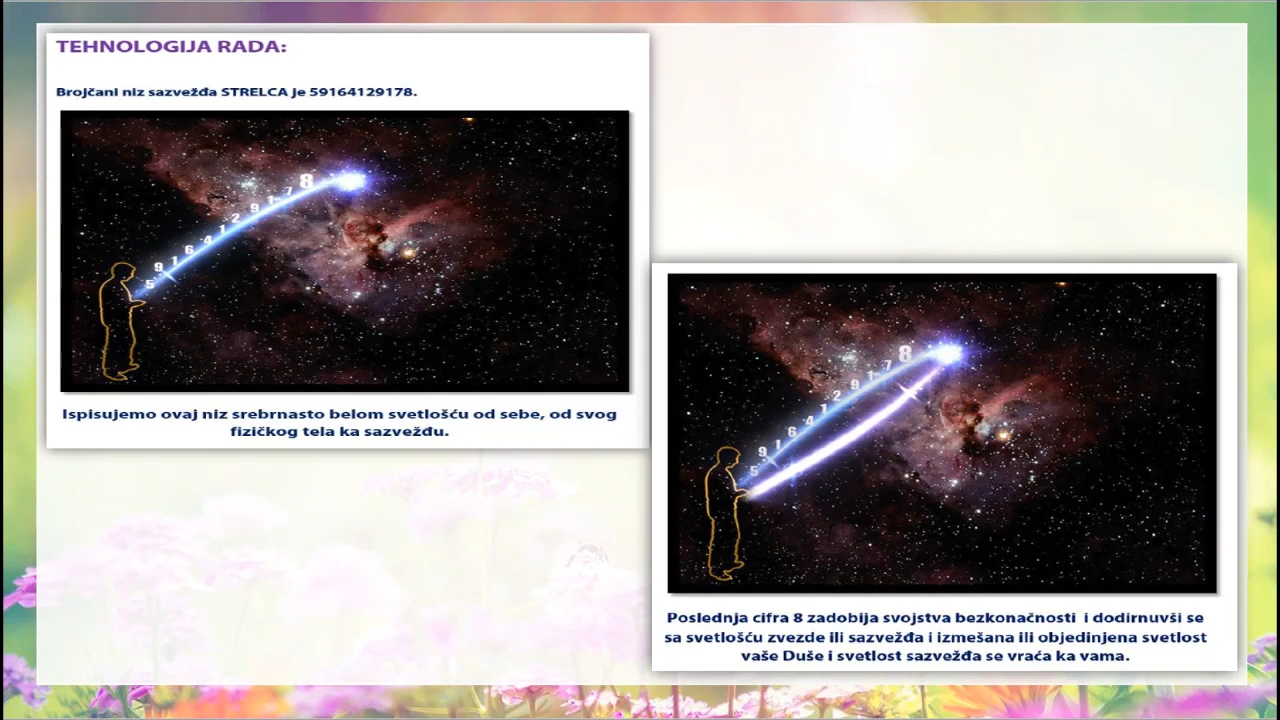 TEHNOLOGIJA RADA:
Brojčani niz sazvežđa STRELCA je 59164129178.
5 9 1 6 4 1 2 9 1 7 8
Ispisujemo ovaj niz srebrnasto belom svetlošću od sebe, od svog
fizičkog tela ka sazvežđu.
5 9 1 6 4 1 2 9 1 7 8
Poslednja cifra 8 zadobija svojstva bezkonačnosti i dodirnuvši se
sa svetlošću zvezde ili sazvežđa i izmešana ili objedinjena svetlost
vaše Duše i svetlost sazvežđa se vraća ka vama.